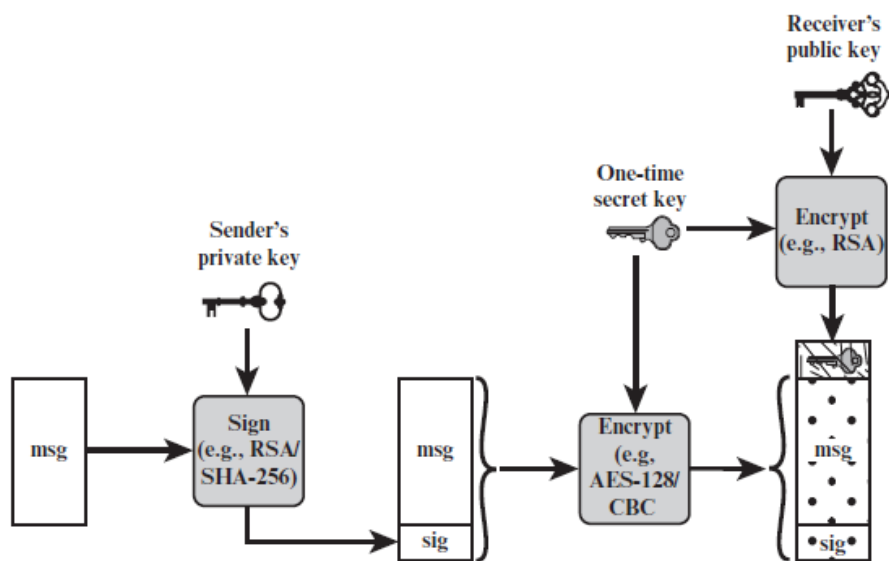 Receiver's
public key
One-time
secret key
Encrypt
(e.g., RSA)
Sender's
private key
msg
Sign
(e.g., RSA/
SHA-256)
msg
sig
Encrypt
(e.g,
AES-128/
CBC
msg
sig